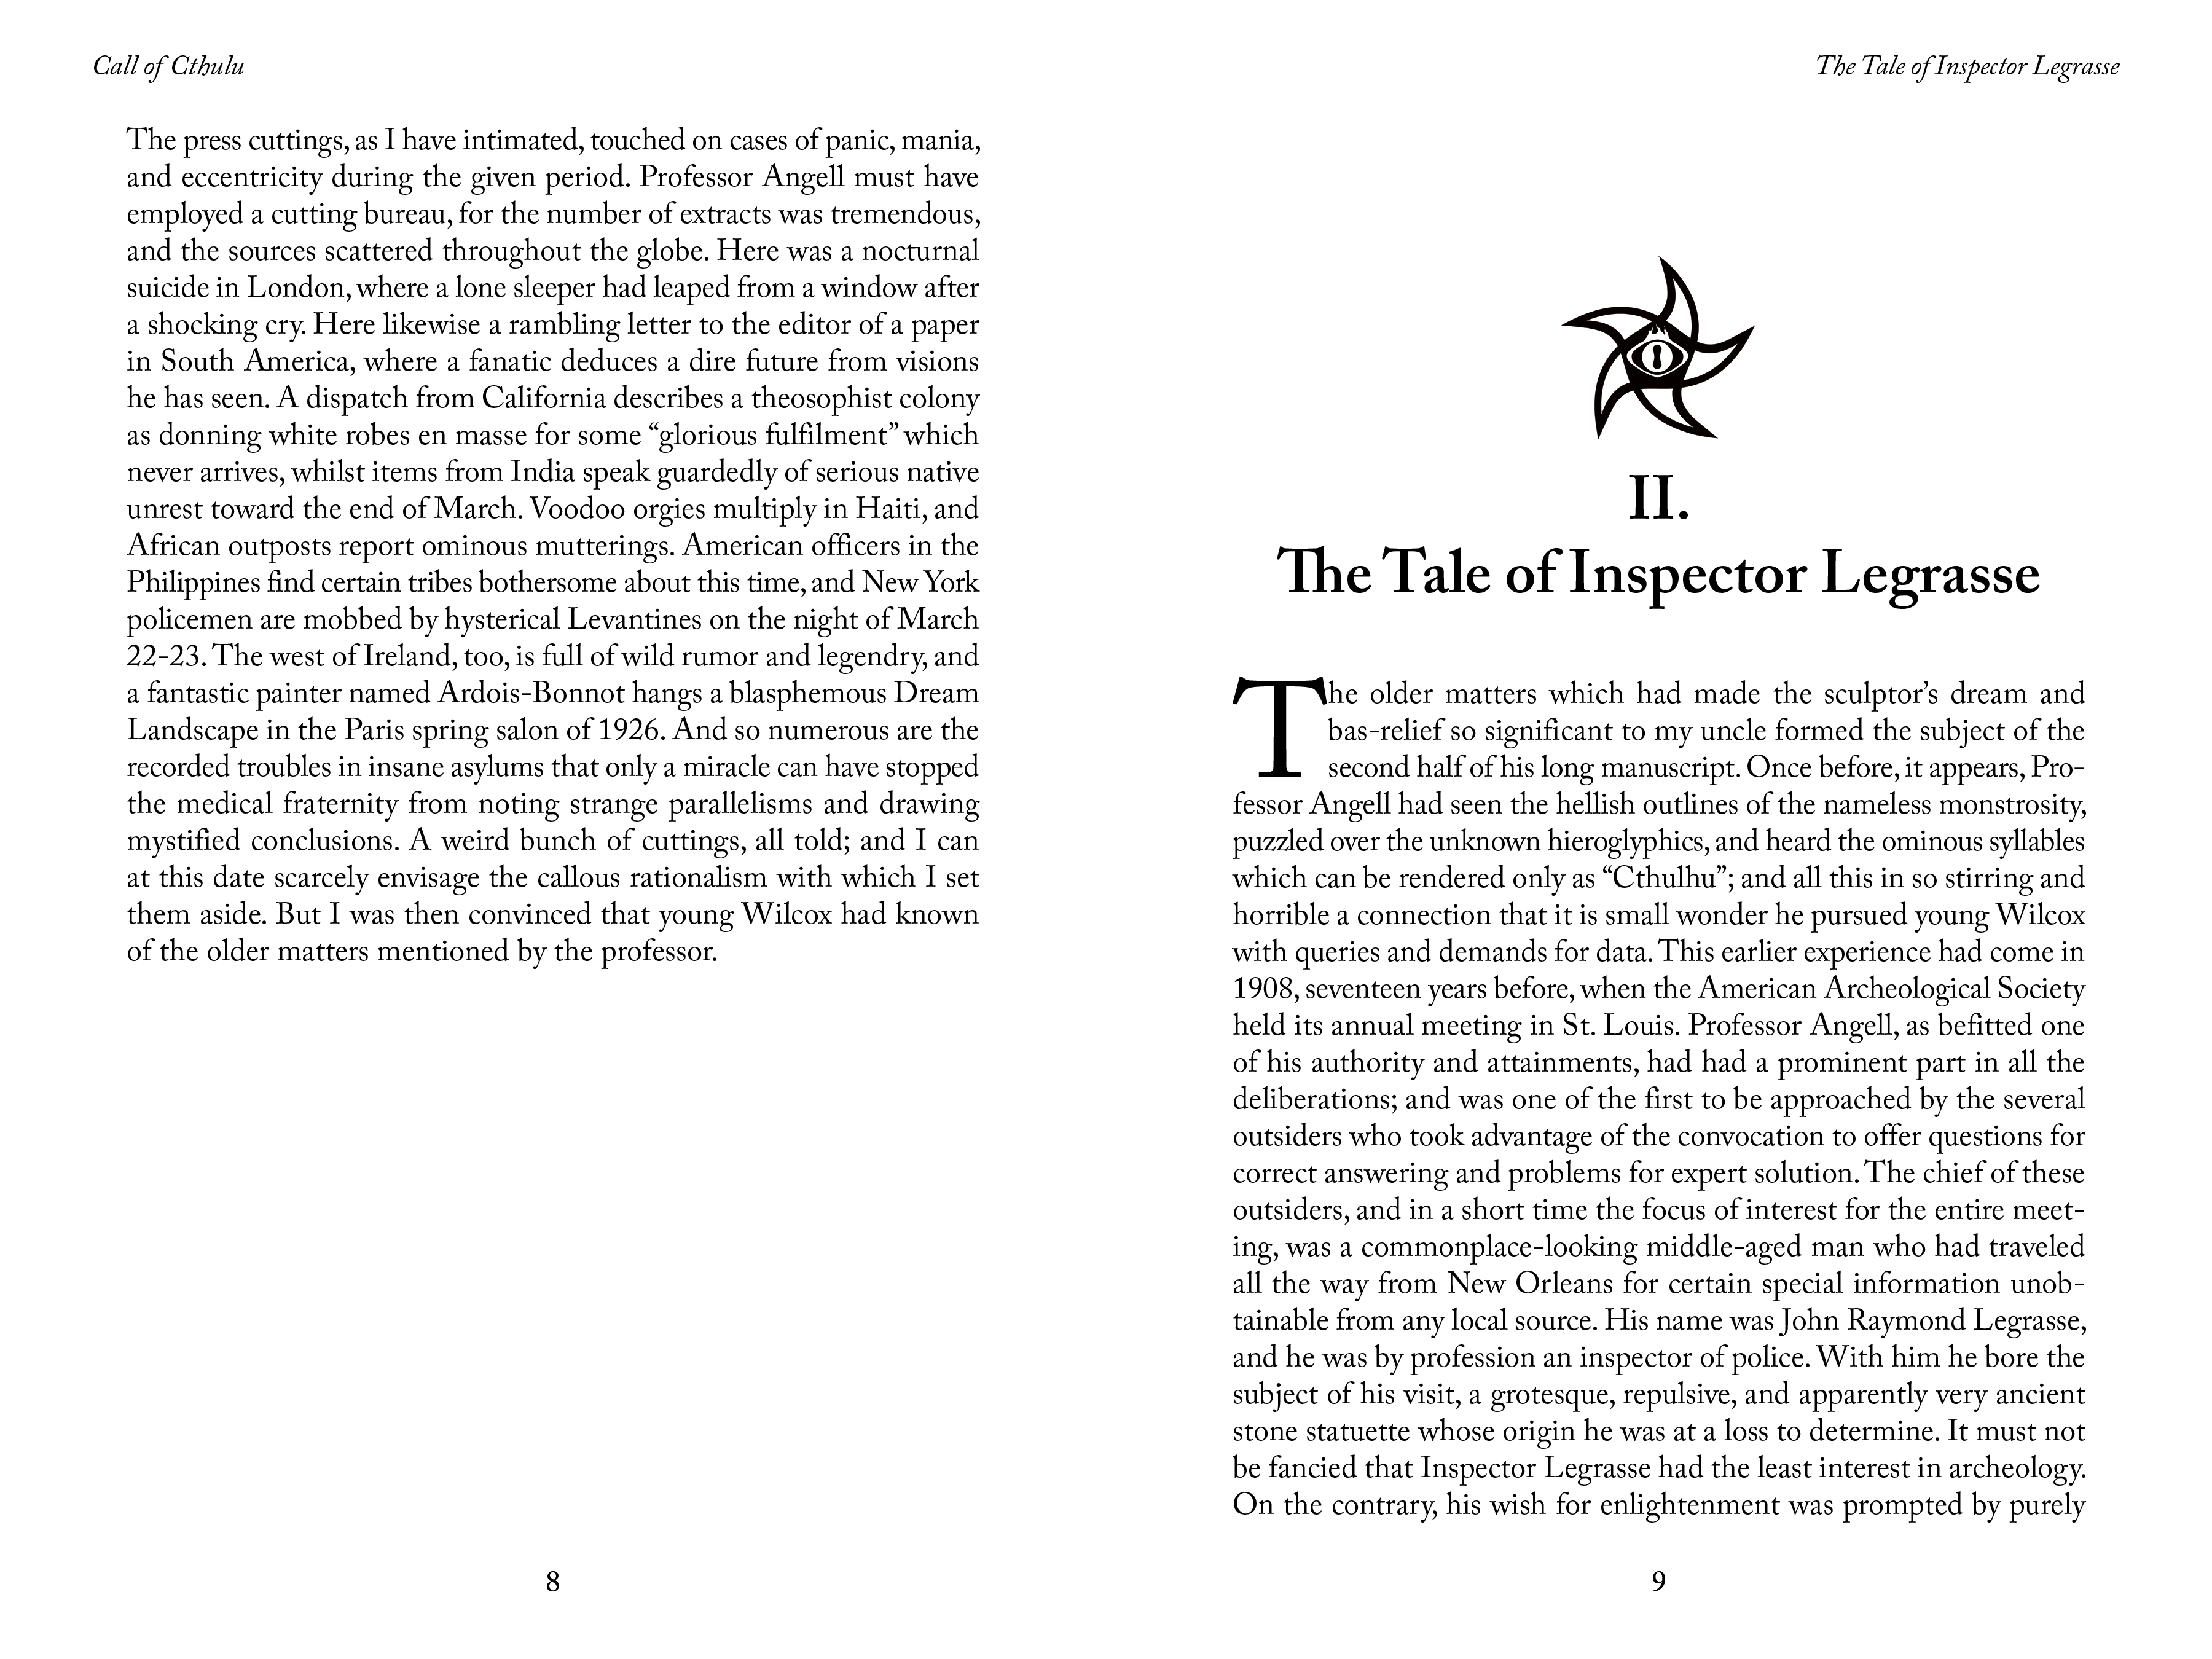 Call of Cthulu
The press cuttings, as I have intimated, touched on cases of panic, mania,
and eccentricity during the given period. Professor Angell must have
employed a cutting bureau, for the number of extracts was tremendous,
and the sources scattered throughout the globe. Here was a nocturnal
suicide in London, where a lone sleeper had leaped from a window after
a shocking cry. Here likewise a rambling letter to the editor of a paper
in South America, where a fanatic deduces a dire future from visions
he has seen. A dispatch from California describes a theosophist colony
as donning white robes en masse for some “glorious fulfilment” which
never arrives, whilst items from India speak guardedly of serious native
unrest toward the end of March. Voodoo orgies multiply in Haiti, and
African outposts report ominous mutterings. American officers in the
Philippines find certain tribes bothersome about this time, and New York
policemen are mobbed by hysterical Levantines on the night of March
22-23. The west of Ireland, too, is full of wild rumor and legendry, and
a fantastic painter named Ardois-Bonnot hangs a blasphemous Dream
Landscape in the Paris spring salon of 1926. And so numerous are the
recorded troubles in insane asylums that only a miracle can have stopped
the medical fraternity from noting strange parallelisms and drawing
mystified conclusions. A weird bunch of cuttings, all told; and I can
at this date scarcely envisage the callous rationalism with which I set
them aside. But I was then convinced that young Wilcox had known
of the older matters mentioned by the professor.
8
The Tale of Inspector Legrasse
II.
The Tale of Inspector Legrasse
The older matters which had made the sculptor’s dream and
bas-relief so significant to my uncle formed the subject of the
second half of his long manuscript. Once before, it appears, Pro-
fessor Angell had seen the hellish outlines of the nameless monstrosity,
puzzled over the unknown hieroglyphics, and heard the ominous syllables
which can be rendered only as “Cthulhu”; and all this in so stirring and
horrible a connection that it is small wonder he pursued young Wilcox
with queries and demands for data. This earlier experience had come in
1908, seventeen years before, when the American Archeological Society
held its annual meeting in St. Louis. Professor Angell, as befitted one
of his authority and attainments, had had a prominent part in all the
deliberations; and was one of the first to be approached by the several
outsiders who took advantage of the convocation to offer questions for
correct answering and problems for expert solution. The chief of these
outsiders, and in a short time the focus of interest for the entire meet-
ing, was a commonplace-looking middle-aged man who had traveled
all the way from New Orleans for certain special information unob-
tainable from any local source. His name was John Raymond Legrasse,
and he was by profession an inspector of police. With him he bore the
subject of his visit, a grotesque, repulsive, and apparently very ancient
stone statuette whose origin he was at a loss to determine. It must not
be fancied that Inspector Legrasse had the least interest in archeology.
On the contrary, his wish for enlightenment was prompted by purely
9